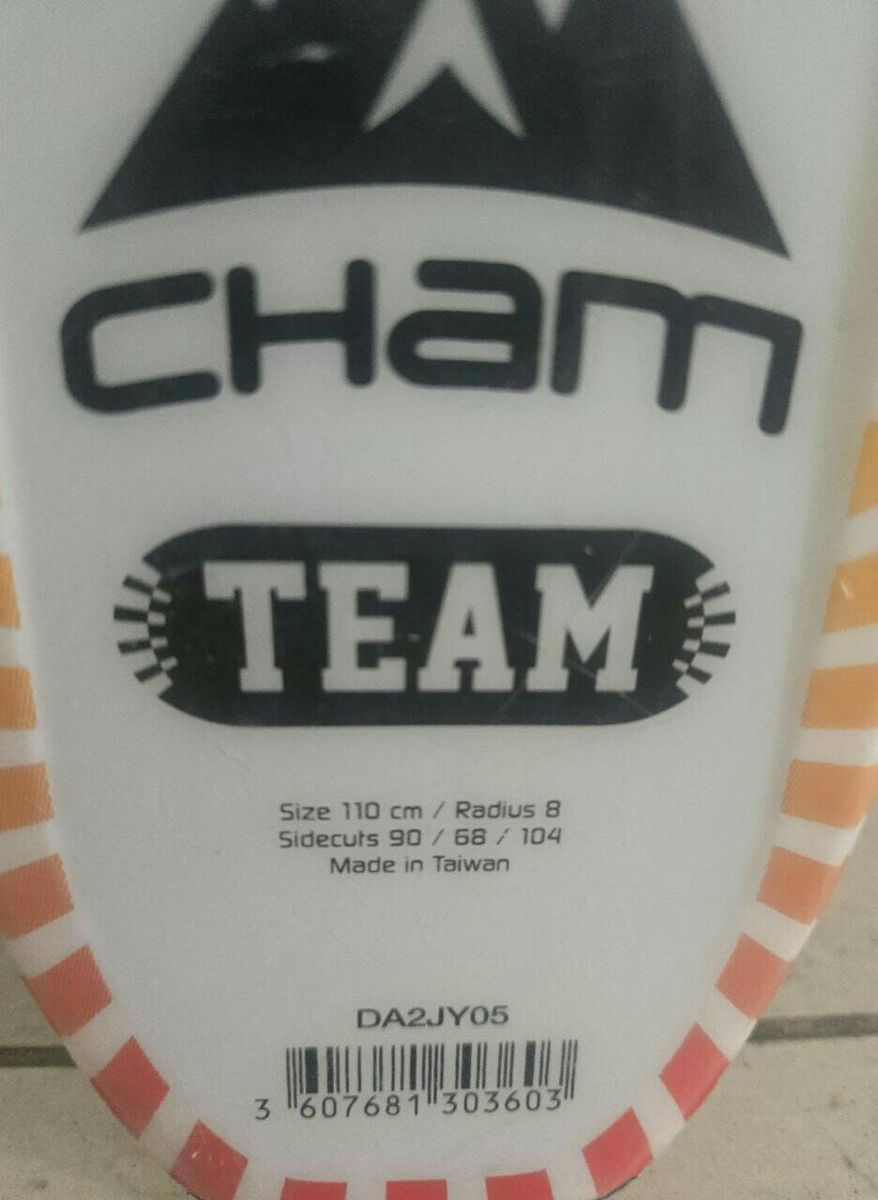 CHam
TEAM
Size 110 cm / Radius 8
Sidecuts 90 / 68 / 104
Made in Taiwan
DA2JY05
3 607681 303603